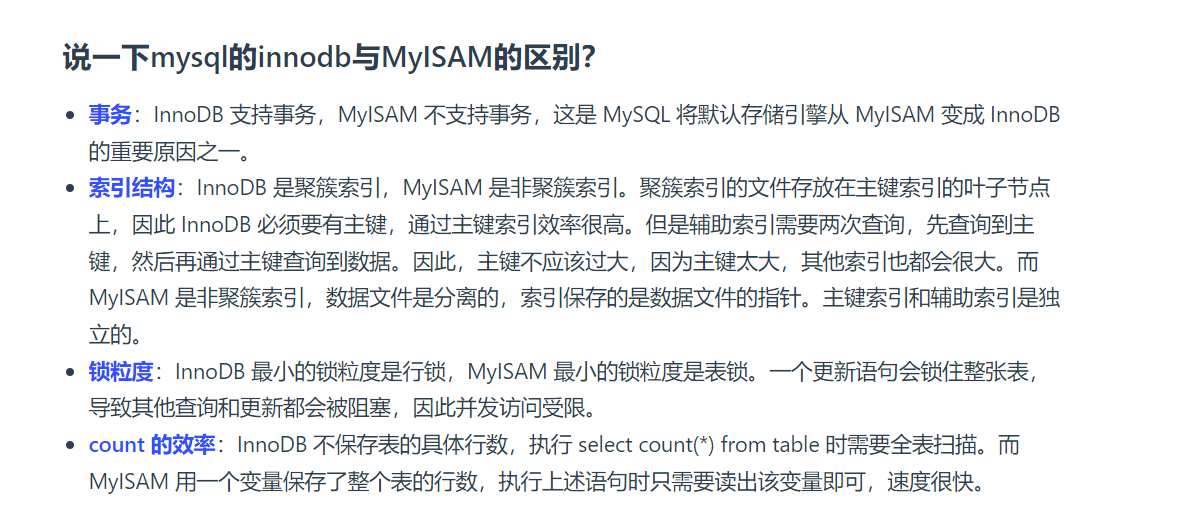 说一下mysql的innodb与MyISAM的区别？
事务：InnoDB 支持事务，MyISAM 不支持事务，这是 MySQL 将默认存储引擎从 MyISAM 变成 InnoDB
的重要原因之一。
索引结构：InnoDB 是聚簇索引，MyISAM 是非聚簇索引。聚簇索引的文件存放在主键索引的叶子节点
上，因此 InnoDB 必须要有主键，通过主键索引效率很高。但是辅助索引需要两次查询，先查询到主
键，然后再通过主键查询到数据。因此，主键不应该过大，因为主键太大，其他索引也都会很大。而
MyISAM 是非聚簇索引，数据文件是分离的，索引保存的是数据文件的指针。主键索引和辅助索引是独
立的。
锁粒度：InnoDB 最小的锁粒度是行锁，MyISAM 最小的锁粒度是表锁。一个更新语句会锁住整张表，
导致其他查询和更新都会被阻塞，因此并发访问受限。
count 的效率：InnoDB 不保存表的具体行数，执行 select count(*) from table 时需要全表扫描。而
MyISAM 用一个变量保存了整个表的行数，执行上述语句时只需要读出该变量即可，速度很快。